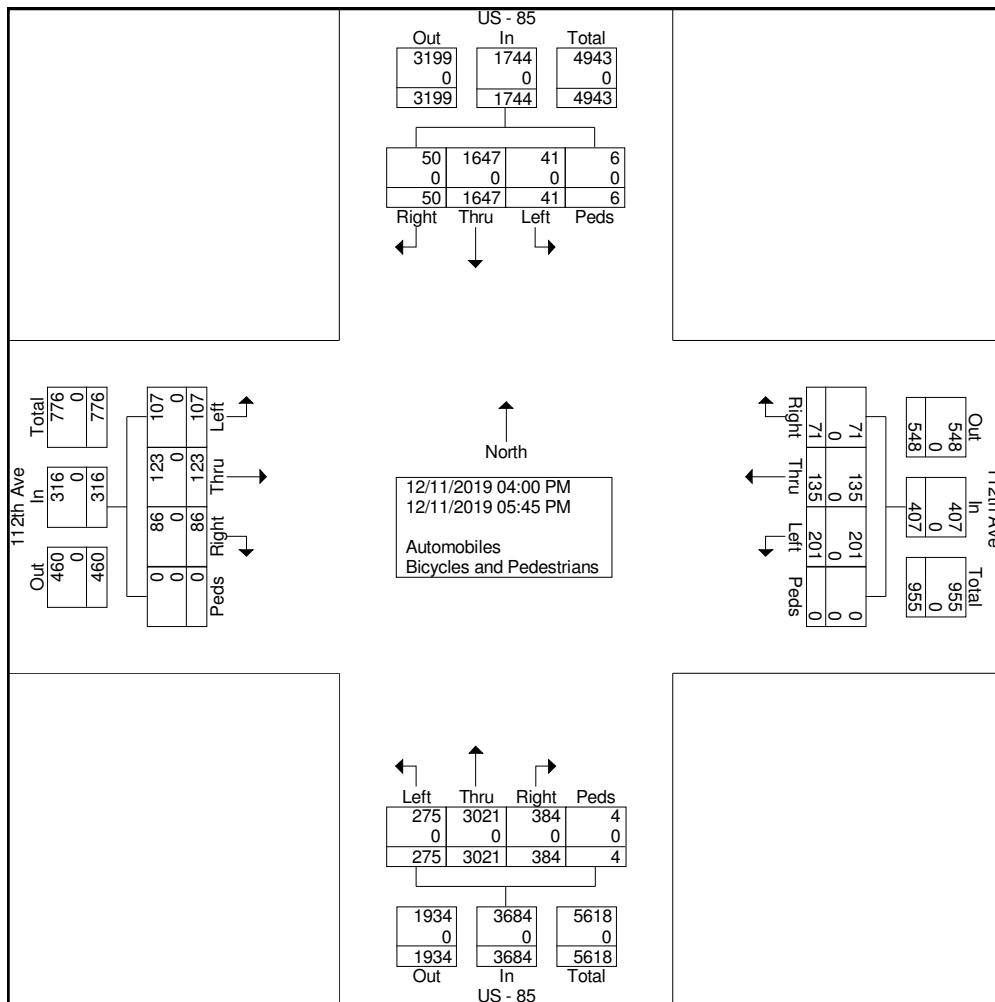 US - 85
Out In Total
3199 1744 4943
0 0 0
3199 1744 4943
50 1647 41 6
0 0 0 0
50 1647 41 6
Right Thru Left Peds
112th Ave
Total In Out
776 316 460
0 0 0
776 316 460
107 123 86 0
0 0 0 0
107 123 86 0
Left Thru Right Peds
North
12/11/2019 04:00 PM
12/11/2019 05:45 PM
Automobiles
Bicycles and Pedestrians
Right Thru Left Peds
71 135 201 0
0 0 0 0
71 135 201 0
Out In Total
548 407 955
0 0 0
548 407 955
112th Ave
Left Thru Right Peds
275 3021 384 4
0 0 0 0
275 3021 384 4
1934 3684 5618
0 0 0
1934 3684 5618
Out In Total
US - 85